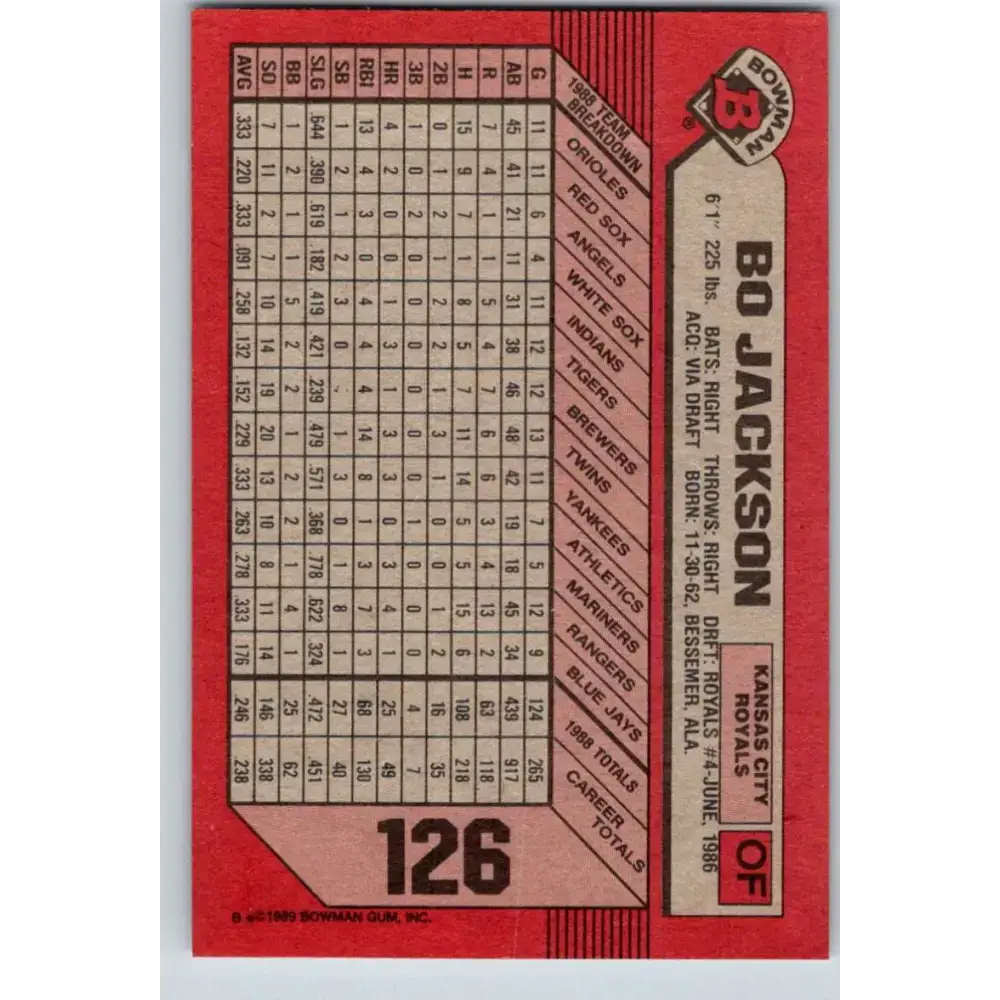 BOWMAN
B
®
BO JACKSON
KANSAS CITY
ROYALS
OF
6'1" 225 lbs. BATS: RIGHT THROWS: RIGHT DRFT: ROYALS #4-JUNE, 1986
ACQ: VIA DRAFT BORN: 11-30-62, BESSEMER, ALA.
1988 TEAM BREAKDOWN ORIOLES RED SOX ANGELS WHITE SOX INDIANS TIGERS BREWERS TWINS YANKEES ATHLETICS MARINERS RANGERS BLUE JAYS 1988 TOTALS CAREER TOTALS
G 11 11 6 4 11 12 12 13 11 7 5 12 9 124 265
AB 45 41 21 11 31 38 46 48 42 19 18 45 34 439 917
R 7 4 1 1 5 4 7 6 6 3 4 13 2 63 118
H 15 9 7 1 8 5 7 11 14 5 5 15 6 108 218
2B 0 1 2 1 2 2 1 3 1 0 0 1 2 16 35
3B 1 0 2 0 0 0 0 0 0 1 0 0 0 4 7
HR 4 2 0 0 1 3 1 3 3 0 3 4 1 25 49
RBI 13 4 3 0 4 4 4 14 8 1 3 7 3 68 130
SB 1 2 1 2 3 0 1 3 0 3 8 1 27 40
SLG .644 .390 .619 .182 .419 .421 .239 .479 .571 .368 .778 .622 .324 .472 .451
BB 1 2 1 1 5 2 2 1 2 2 1 4 1 25 62
SO 7 11 2 7 10 14 19 20 13 10 8 11 14 146 338
AVG .333 .220 .333 .091 .258 .132 .152 .229 .333 .263 .278 .333 .176 .246 .238
126
B ©1989 BOWMAN GUM, INC.